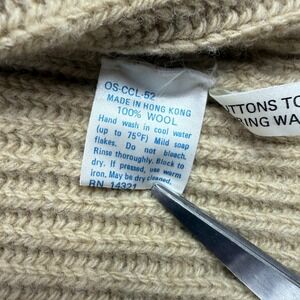 OS-CCL-52
MADE IN HONG KONG
100% WOOL
Hand wash in cool water
(up to 75°F) Mild soap
flakes. Do not bleach.
Rinse thoroughly. Block to
dry. If pressed, use warm
iron. May be dry cleaned.
RN 14321
UTTONS TO
RING WA